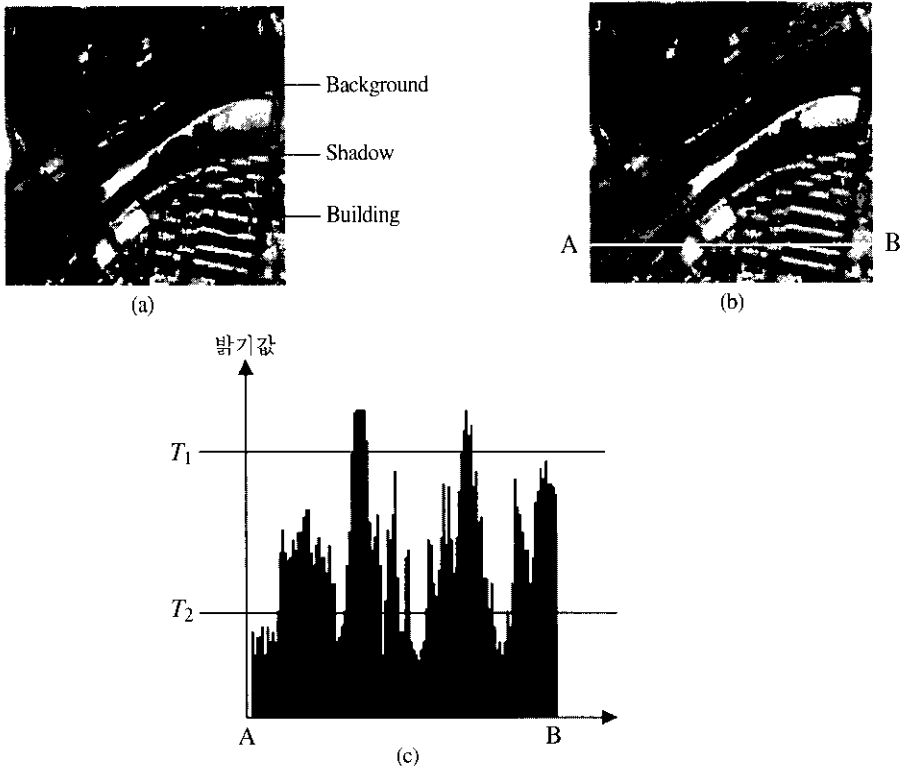 Background
Shadow
Building
(a)
A
B
(b)
밝기값
T1
T2
A
B
(c)